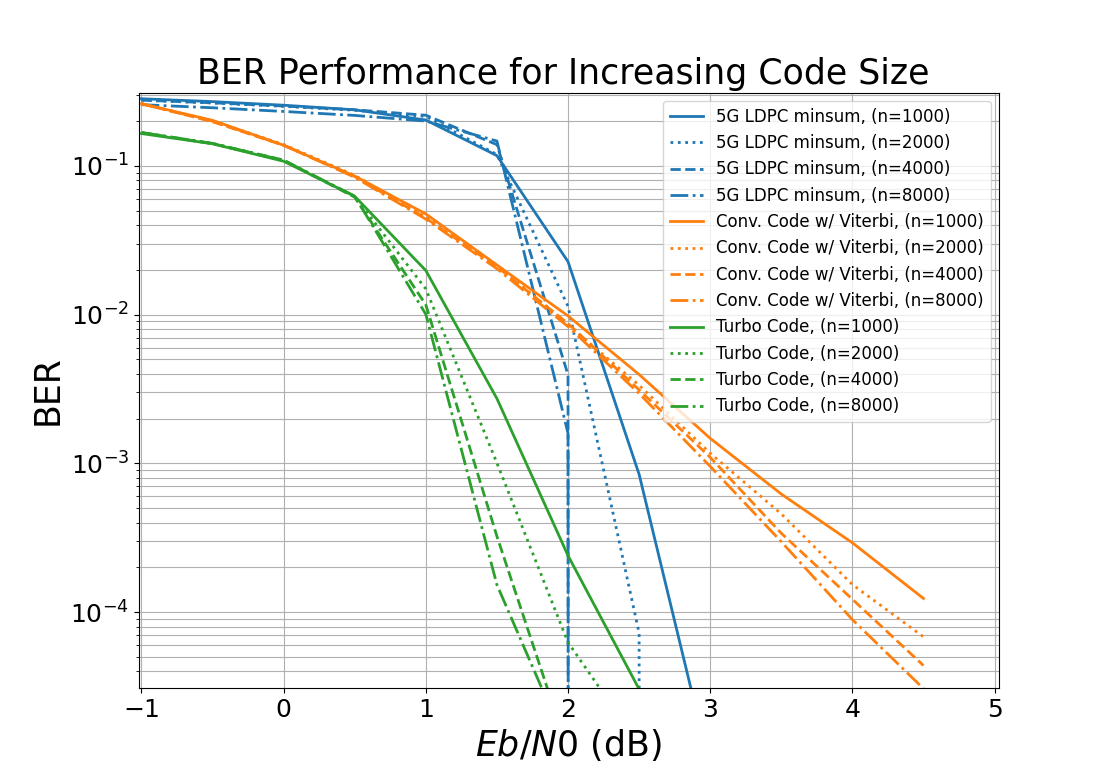 BER Performance for Increasing Code Size
BER
10⁻¹
10⁻²
10⁻³
10⁻⁴
5G LDPC minsum, (n=1000)
5G LDPC minsum, (n=2000)
5G LDPC minsum, (n=4000)
5G LDPC minsum, (n=8000)
Conv. Code w/ Viterbi, (n=1000)
Conv. Code w/ Viterbi, (n=2000)
Conv. Code w/ Viterbi, (n=4000)
Conv. Code w/ Viterbi, (n=8000)
Turbo Code, (n=1000)
Turbo Code, (n=2000)
Turbo Code, (n=4000)
Turbo Code, (n=8000)
−1 0 1 2 3 4 5
Eb/N0 (dB)